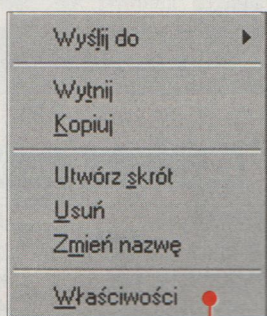 Wyślij do
Wytnij
Kopiuj
Utwórz skrót
Usuń
Zmień nazwę
Właściwości